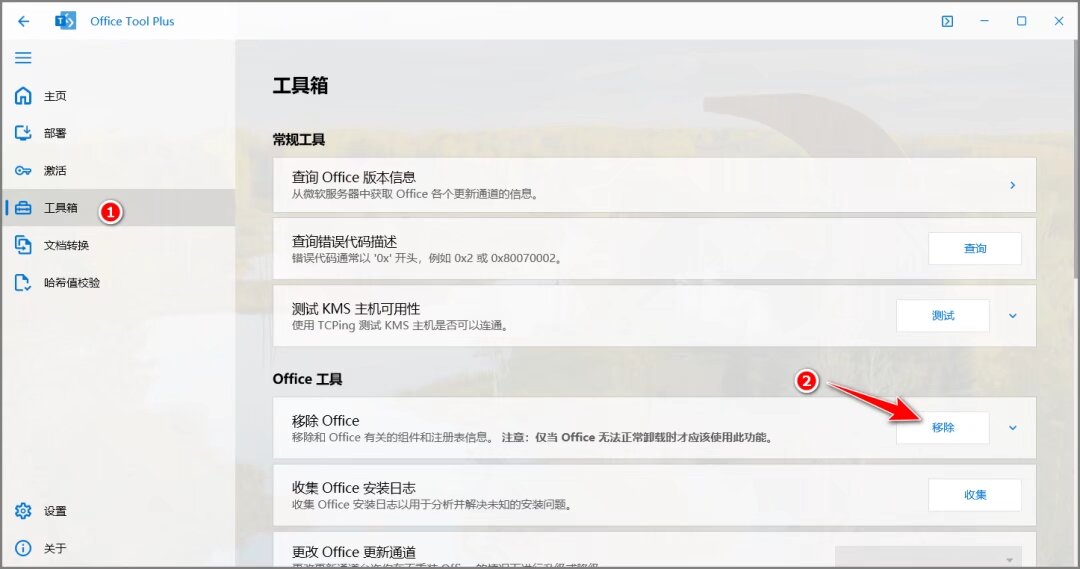 Office Tool Plus
主页
部署
激活
工具箱
1
文档转换
哈希值校验
设置
关于
工具箱
常规工具
查询 Office 版本信息
从微软服务器中获取 Office 各个更新通道的信息。
查询错误代码描述
错误代码通常以 '0x' 开头，例如 0x2 或 0x80070002。
查询
测试 KMS 主机可用性
使用 TCPing 测试 KMS 主机是否可以连通。
测试
Office 工具
2
移除 Office
移除和 Office 有关的组件和注册表信息。 注意：仅当 Office 无法正常卸载时才应该使用此功能。
移除
收集 Office 安装日志
收集 Office 安装日志以用于分析并解决未知的安装问题。
收集
更改 Office 更新通道